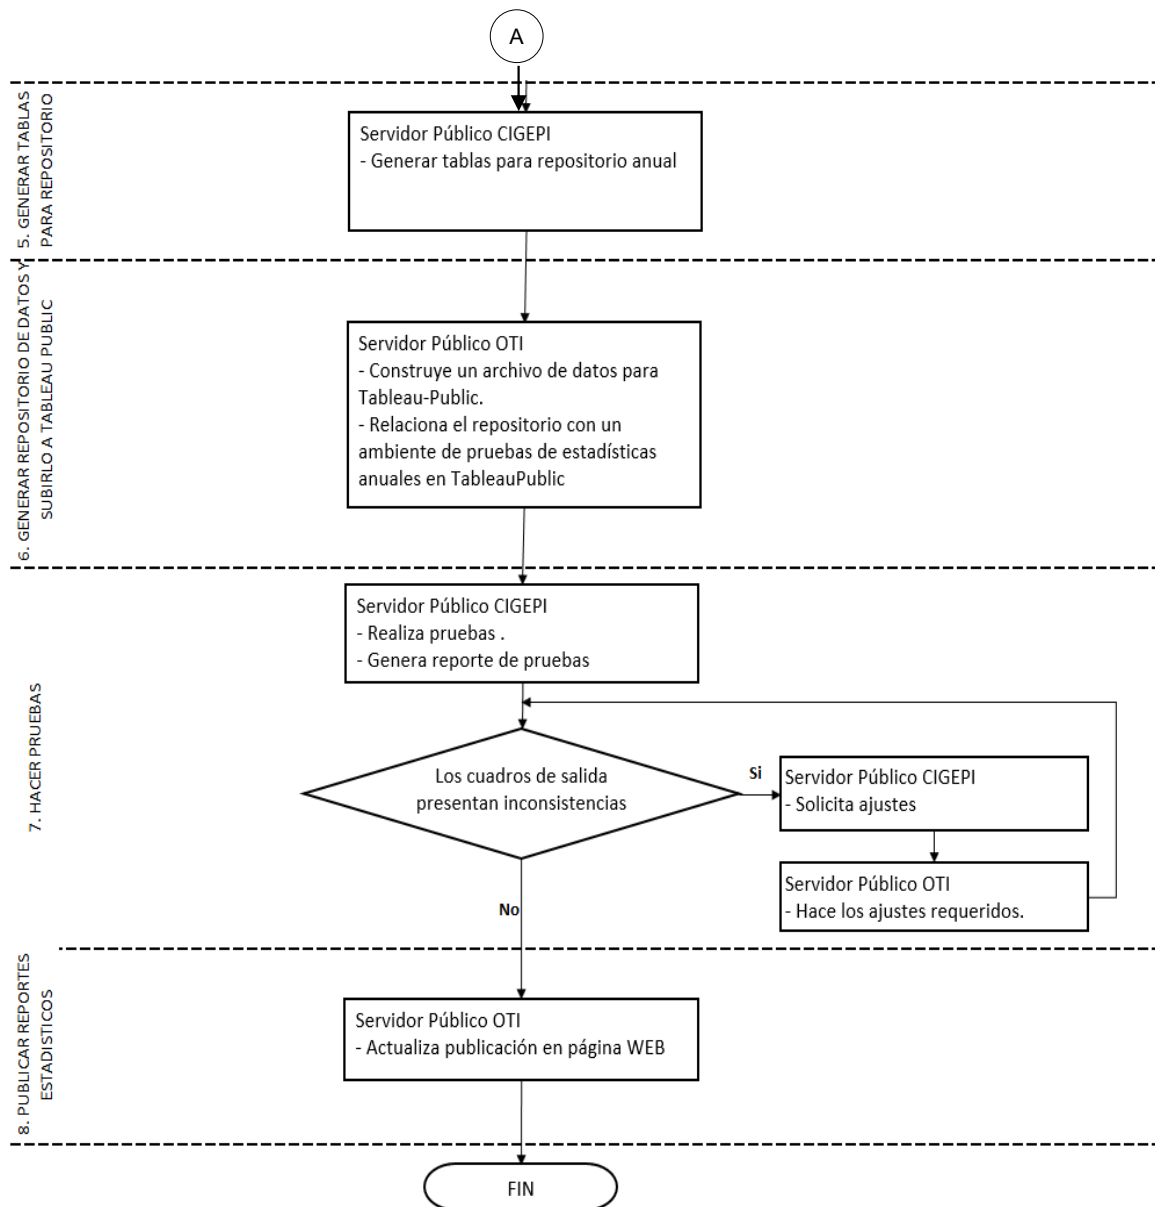 A
5. GENERAR TABLAS
PARA REPOSITORIO
Servidor Público CIGEPI
- Generar tablas para repositorio anual
6. GENERAR REPOSITORIO DE DATOS Y
SUBIRLO A TABLEAU PUBLIC
Servidor Público OTI
- Construye un archivo de datos para
Tableau-Public.
- Relaciona el repositorio con un
ambiente de pruebas de estadísticas
anuales en TableauPublic
7. HACER PRUEBAS
Servidor Público CIGEPI
- Realiza pruebas .
- Genera reporte de pruebas
Los cuadros de salida
presentan inconsistencias
Si
Servidor Público CIGEPI
- Solicita ajustes
Servidor Público OTI
- Hace los ajustes requeridos.
No
8. PUBLICAR REPORTES
ESTADISTICOS
Servidor Público OTI
- Actualiza publicación en página WEB
FIN